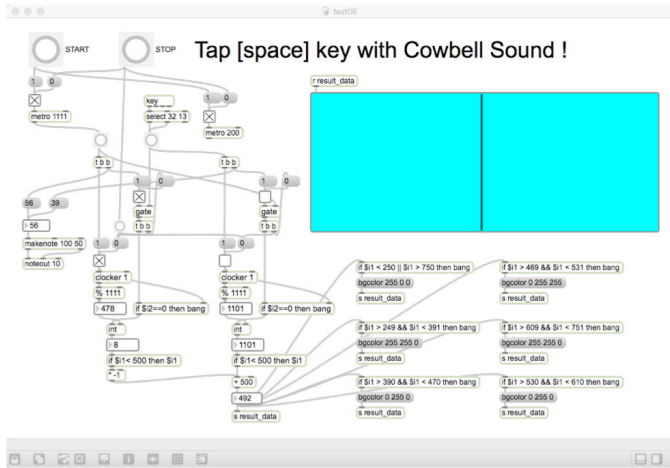 test06
START
STOP
Tap [space] key with Cowbell Sound !
r result_data
1 0
metro 1111
key
select 32 13
1 0
metro 200
t b b
t b b
1 0
1 0
56 39
gate
gate
56
t b b
t b b
makenote 100 50
1 0
1 0
noteout 10
clocker 1
clocker 1
% 1111
% 1111
478
if $i2==0 then bang
1101
if $i2==0 then bang
int
int
8
1101
if $i1< 500 then $i1
if $i1< 500 then $i1
* -1
+ 500
492
s result_data
if $i1 < 250 || $i1 > 750 then bang
if $i1 > 469 && $i1 < 531 then bang
bgcolor 255 0 0
bgcolor 0 255 255
s result_data
s result_data
if $i1 > 249 && $i1 < 391 then bang
if $i1 > 609 && $i1 < 751 then bang
bgcolor 255 255 0
bgcolor 255 255 0
s result_data
s result_data
if $i1 > 390 && $i1 < 470 then bang
if $i1 > 530 && $i1 < 610 then bang
bgcolor 0 255 0
bgcolor 0 255 0
s result_data
s result_data